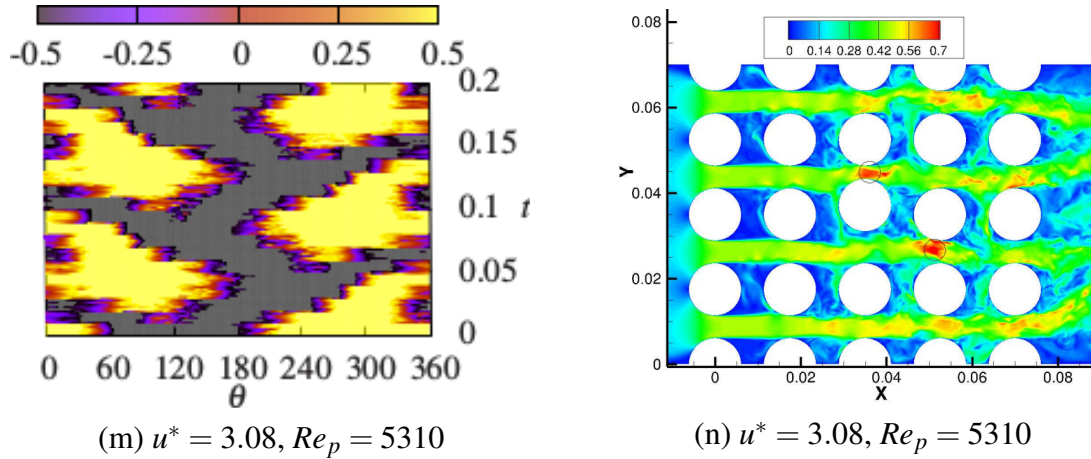 -0.5 -0.25 0 0.25 0.5
0.2
0.15
0.1 t
0.05
0
0 60 120 180 240 300 360
θ
(m) u* = 3.08, Re_p = 5310
0 0.14 0.28 0.42 0.56 0.7
Y
0.06
0.04
0.02
0
0 0.02 0.04 0.06 0.08
X
(n) u* = 3.08, Re_p = 5310